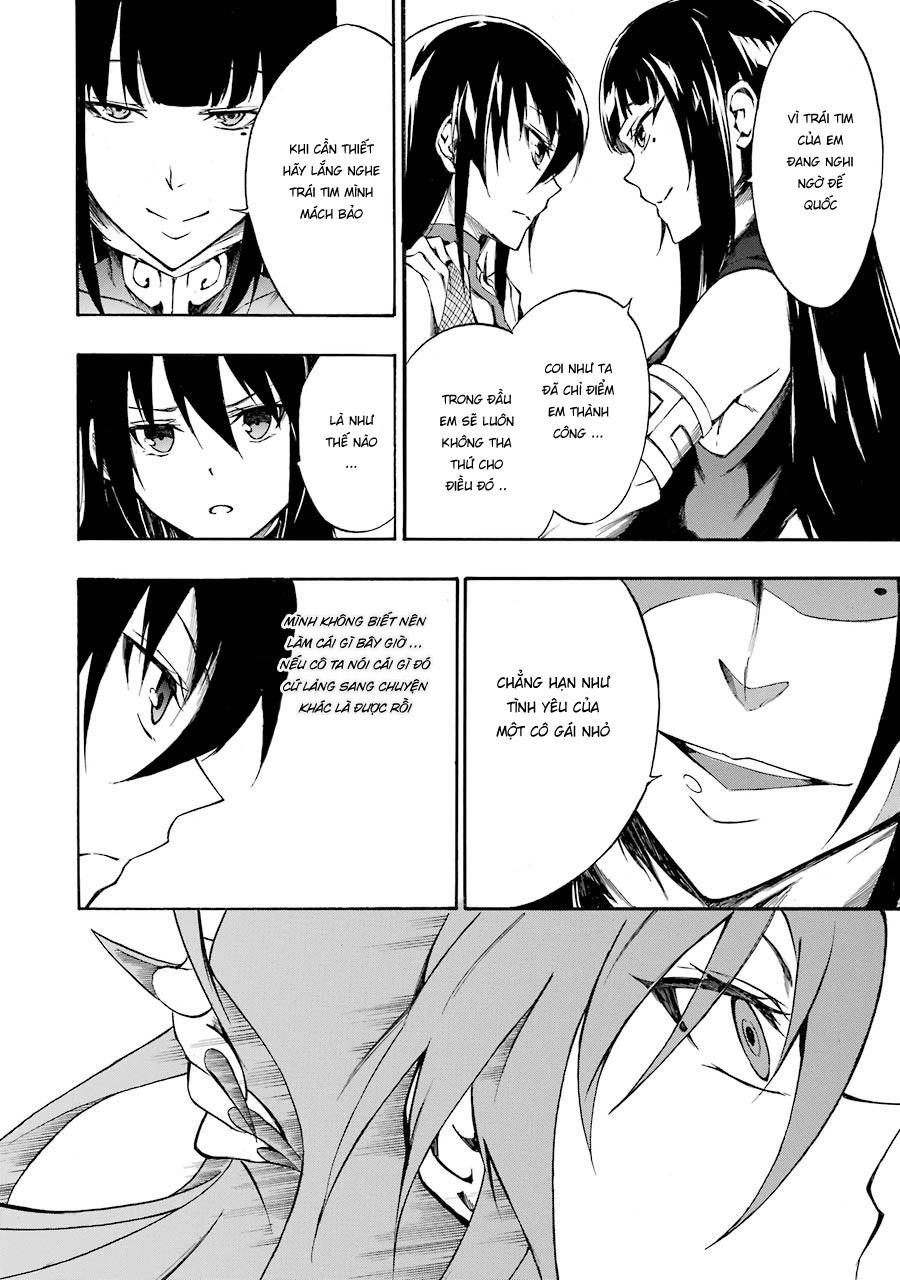 VÌ TRÁI TIM
CỦA EM
ĐANG NGHI
NGỜ ĐẾ
QUỐC
COI NHƯ TA
ĐÃ CHỈ ĐIỂM
EM THÀNH
CÔNG ...
TRONG ĐẦU
EM SẼ LUÔN
KHÔNG THA
THỨ CHO
ĐIỀU ĐÓ ..
KHI CẦN THIẾT
HÃY LẮNG NGHE
TRÁI TIM MÌNH
MÁCH BẢO
LÀ NHƯ
THẾ NÀO
...
CHẲNG HẠN NHƯ
TÌNH YÊU CỦA
MỘT CÔ GÁI NHỎ
MÌNH KHÔNG BIẾT NÊN
LÀM CÁI GÌ BÂY GIỜ ...
NẾU CÔ TA NÓI CÁI GÌ ĐÓ
CỨ LẢNG SANG CHUYỆN
KHÁC LÀ ĐƯỢC RỒI